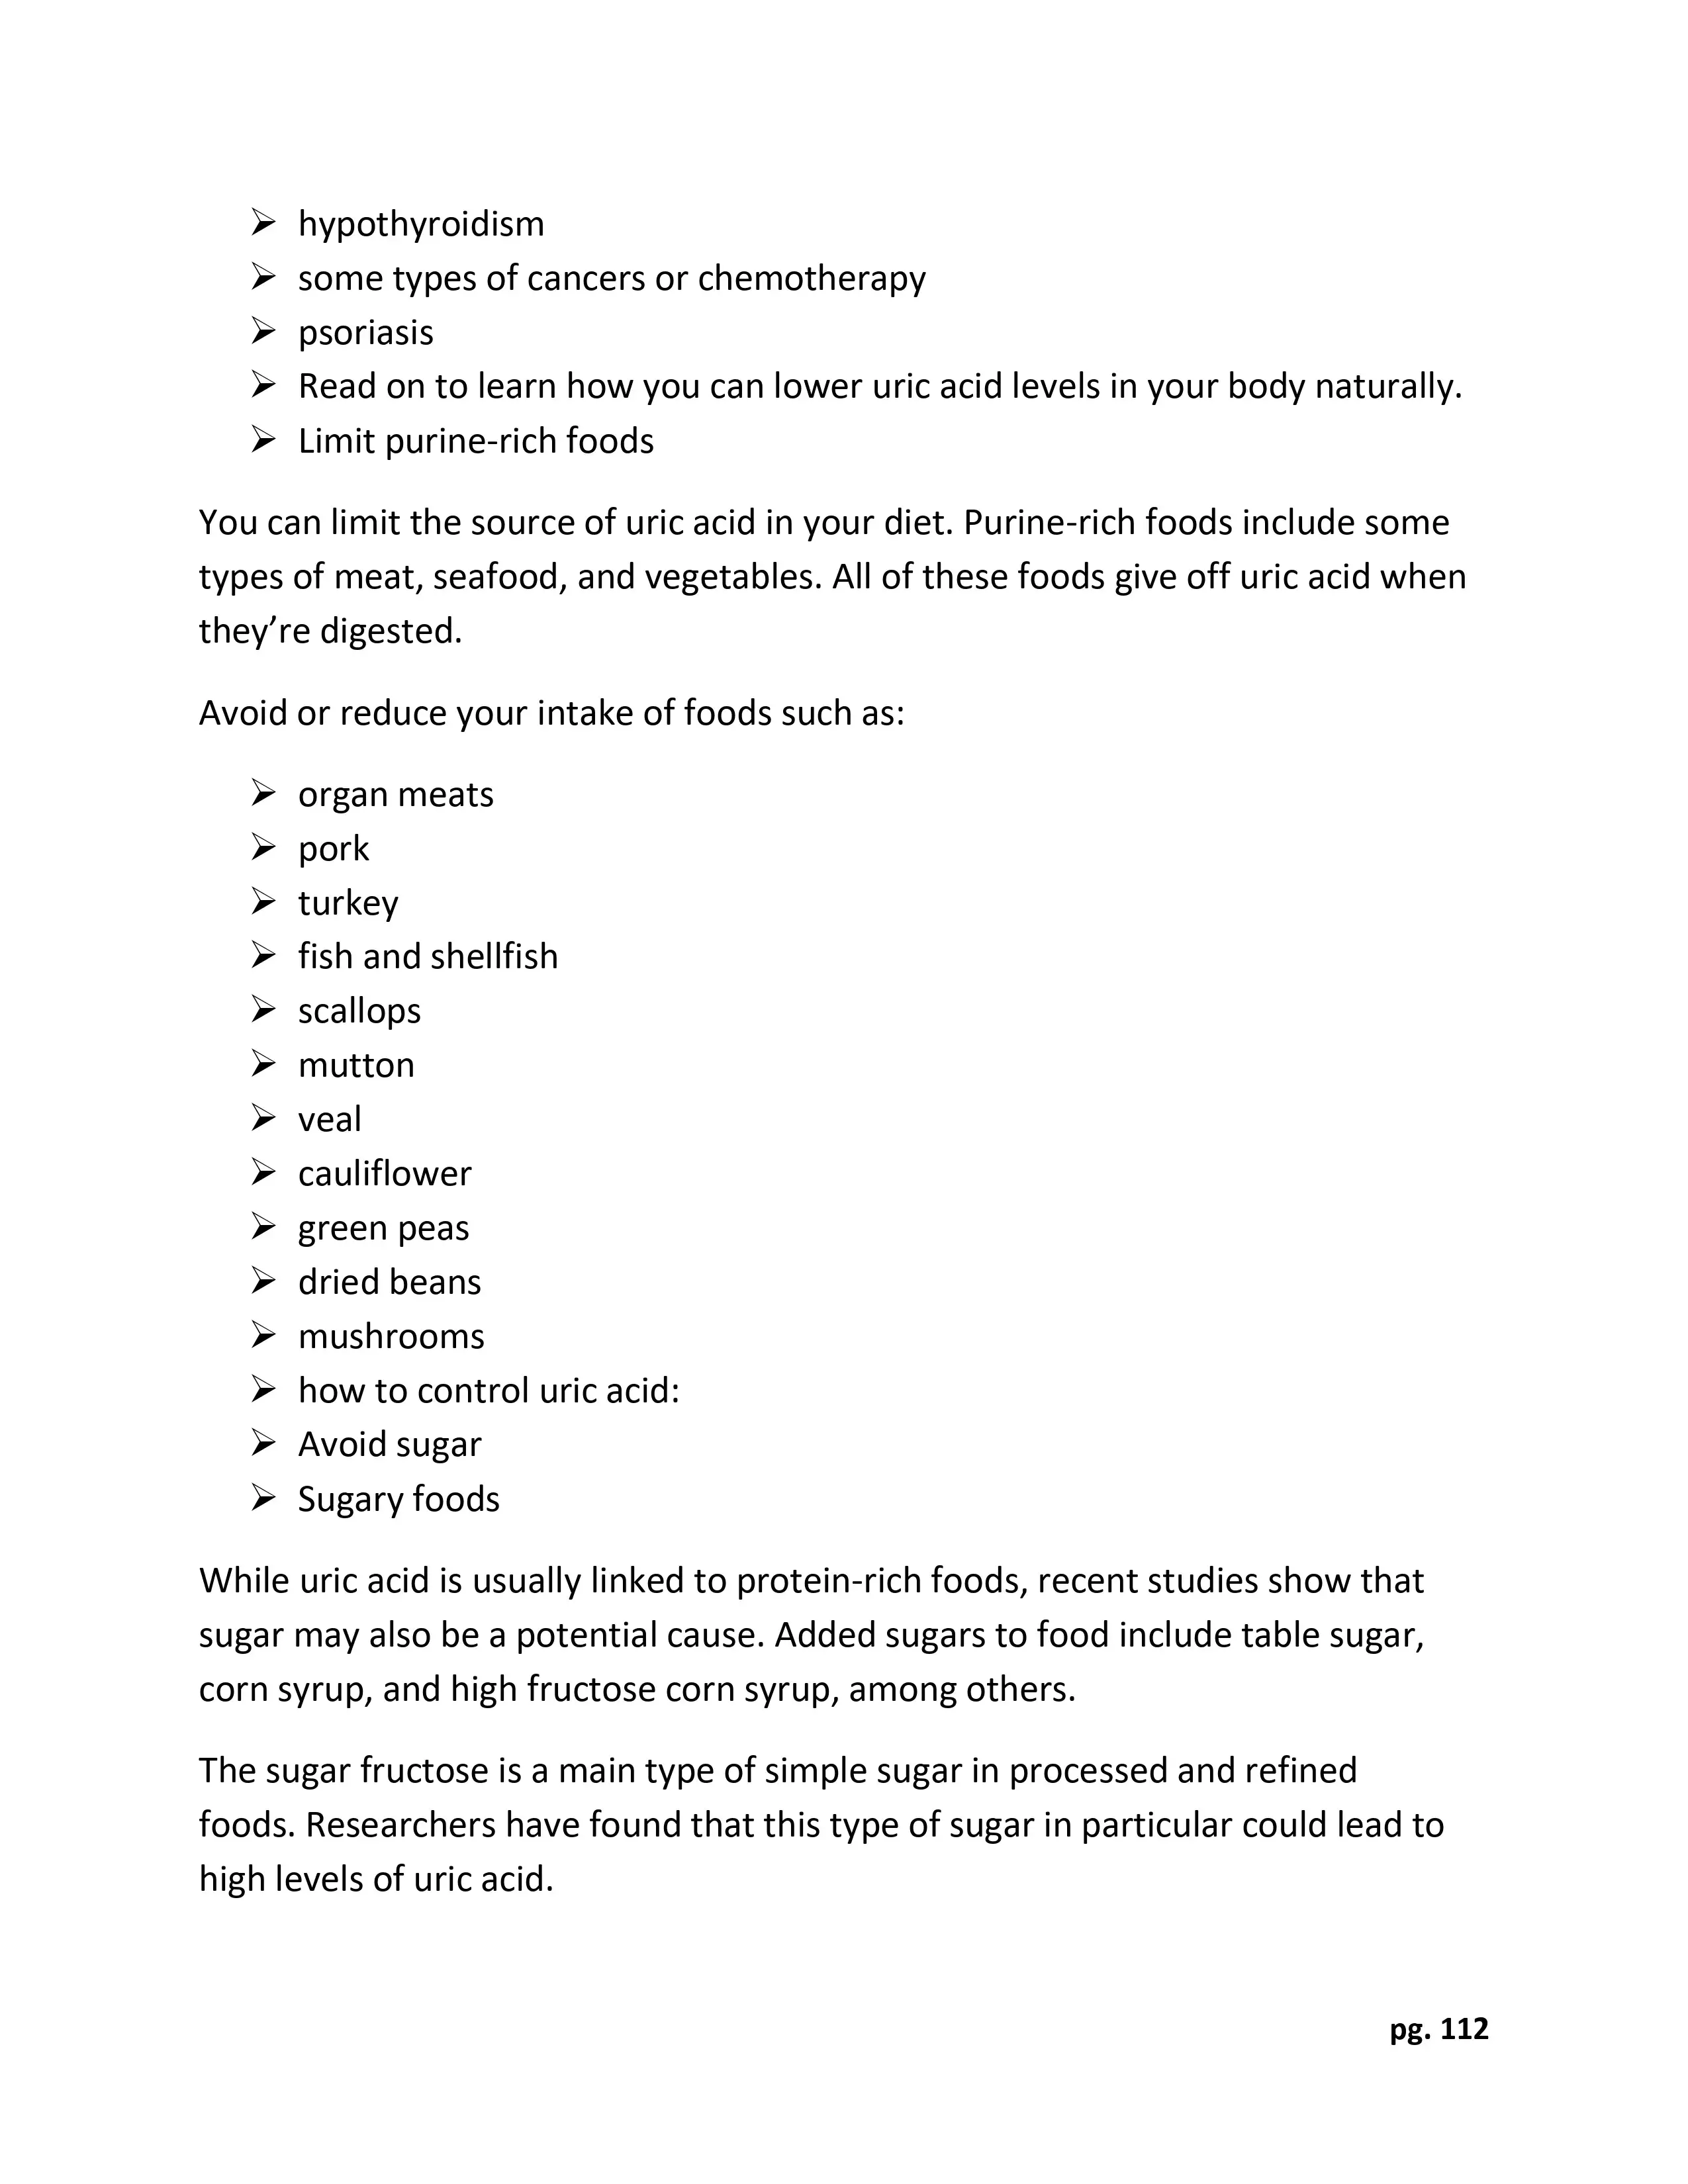 ➢ hypothyroidism
➢ some types of cancers or chemotherapy
➢ psoriasis
➢ Read on to learn how you can lower uric acid levels in your body naturally.
➢ Limit purine-rich foods
You can limit the source of uric acid in your diet. Purine-rich foods include some
types of meat, seafood, and vegetables. All of these foods give off uric acid when
they’re digested.
Avoid or reduce your intake of foods such as:
➢ organ meats
➢ pork
➢ turkey
➢ fish and shellfish
➢ scallops
➢ mutton
➢ veal
➢ cauliflower
➢ green peas
➢ dried beans
➢ mushrooms
➢ how to control uric acid:
➢ Avoid sugar
➢ Sugary foods
While uric acid is usually linked to protein-rich foods, recent studies show that
sugar may also be a potential cause. Added sugars to food include table sugar,
corn syrup, and high fructose corn syrup, among others.
The sugar fructose is a main type of simple sugar in processed and refined
foods. Researchers have found that this type of sugar in particular could lead to
high levels of uric acid.
pg. 112